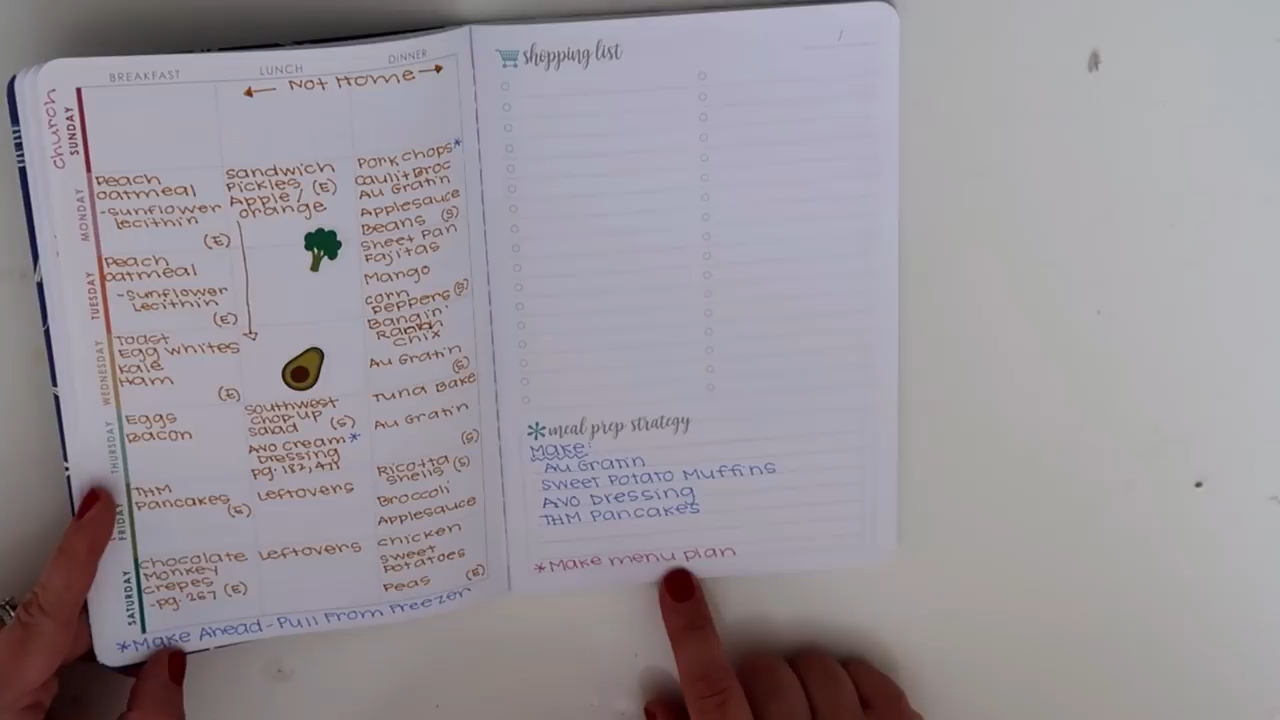 BREAKFAST
LUNCH
DINNER
church
SUNDAY
← Not Home →
MONDAY
Peach
oatmeal
-sunflower
lecithin
(E)
sandwich
Pickles
Apple/ (E)
orange
Pork chops*
Cauli+Broc
Au Gratin
Applesauce
Beans (S)
TUESDAY
Peach
oatmeal
-sunflower
lecithin
(E)
sheet Pan
Fajitas
Mango
corn
peppers (S)
WEDNESDAY
Toast
Egg whites
Kale
Ham
(E)
Bangin'
Ranch
chix
Au Gratin
(S)
THURSDAY
Eggs
Bacon
Southwest
chop-up
salad (S)
Avo cream*
Dressing
pg. 182, 471
Tuna Bake
Au Gratin
(S)
FRIDAY
THM
Pancakes
(E)
Leftovers
Ricotta
Shells (S)
Broccoli
Applesauce
SATURDAY
chocolate
Monkey
crepes
-pg. 267 (E)
Leftovers
chicken
sweet
Potatoes
Peas (E)
*Make Ahead-Pull From Freezer
shopping list
/
*meal prep strategy
Make:
Au Gratin
Sweet Potato Muffins
Avo Dressing
THM Pancakes
*Make menu plan